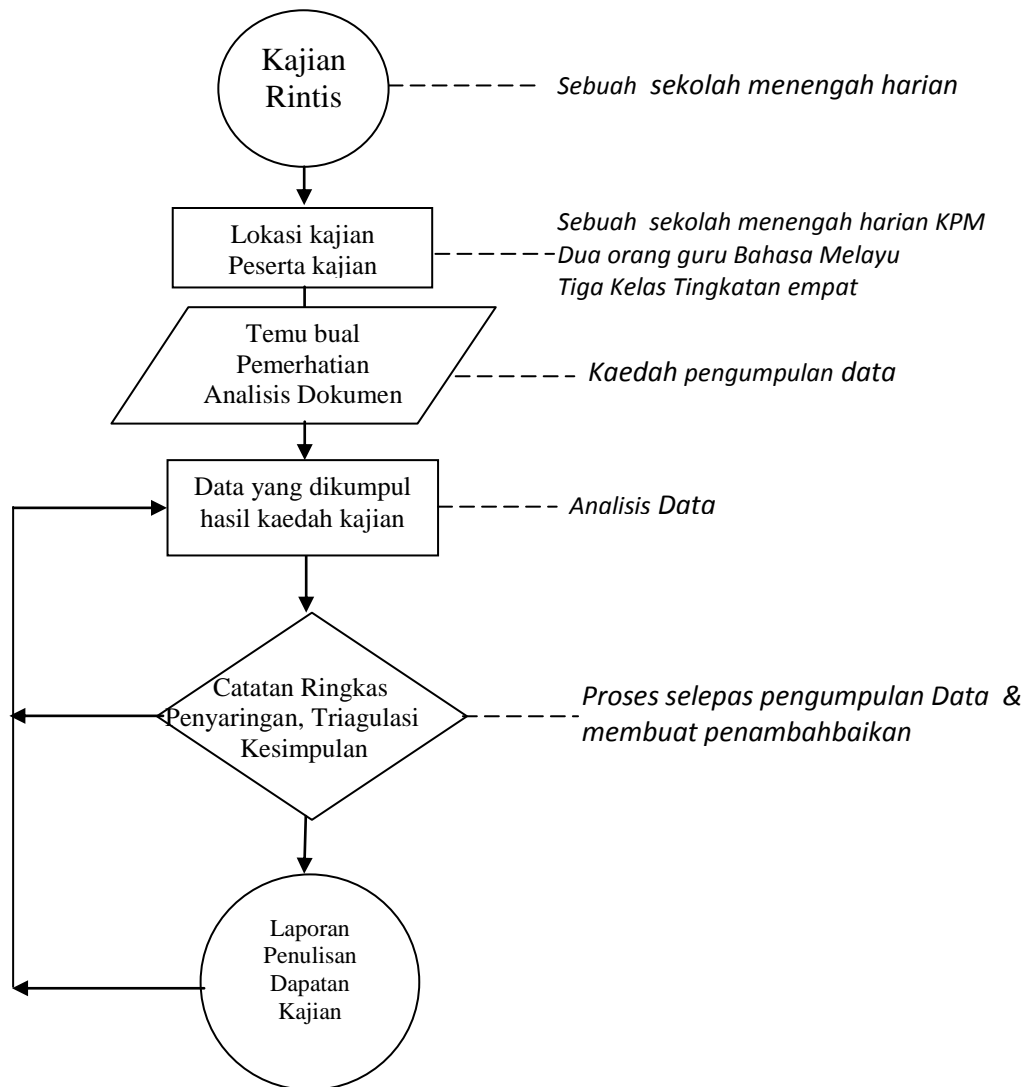 Kajian
Rintis
Sebuah sekolah menengah harian
Lokasi kajian
Peserta kajian
Sebuah sekolah menengah harian KPM
Dua orang guru Bahasa Melayu
Tiga Kelas Tingkatan empat
Temu bual
Pemerhatian
Analisis Dokumen
Kaedah pengumpulan data
Data yang dikumpul
hasil kaedah kajian
Analisis Data
Catatan Ringkas
Penyaringan, Triagulasi
Kesimpulan
Proses selepas pengumpulan Data &
membuat penambahbaikan
Laporan
Penulisan
Dapatan
Kajian